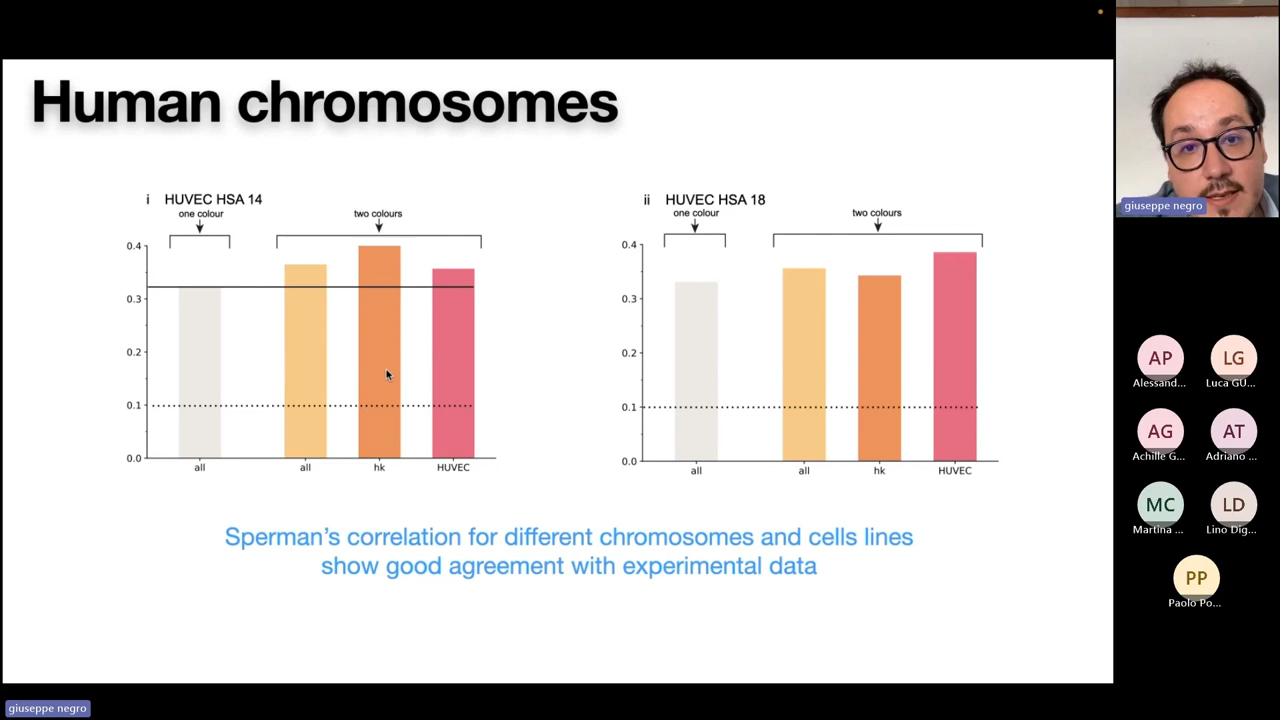 Human chromosomes
i HUVEC HSA 14
one colour
two colours
0.4
0.3
0.2
0.1
0.0
all
all
hk
HUVEC
ii HUVEC HSA 18
one colour
two colours
0.4
0.3
0.2
0.1
0.0
all
all
hk
HUVEC
Sperman's correlation for different chromosomes and cells lines
show good agreement with experimental data
giuseppe negro
AP
Alessand...
LG
Luca GU...
AG
Achille G...
AT
Adriano ...
MC
Martina ...
LD
Lino Dig...
PP
Paolo Po...
giuseppe negro